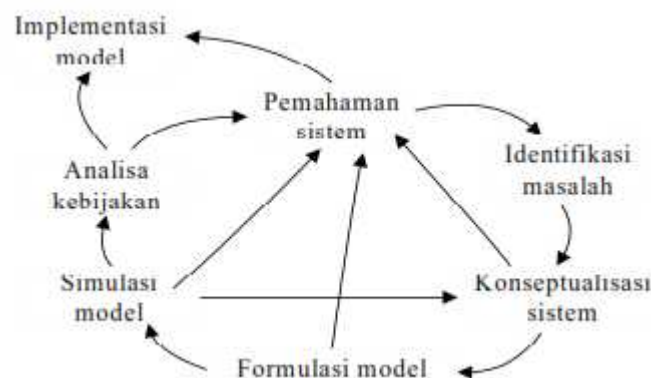 Implementasi
model
Pemahaman
sistem
Identifikasi
masalah
Analisa
kebijakan
Simulasi
model
Konseptualisasi
sistem
Formulasi model